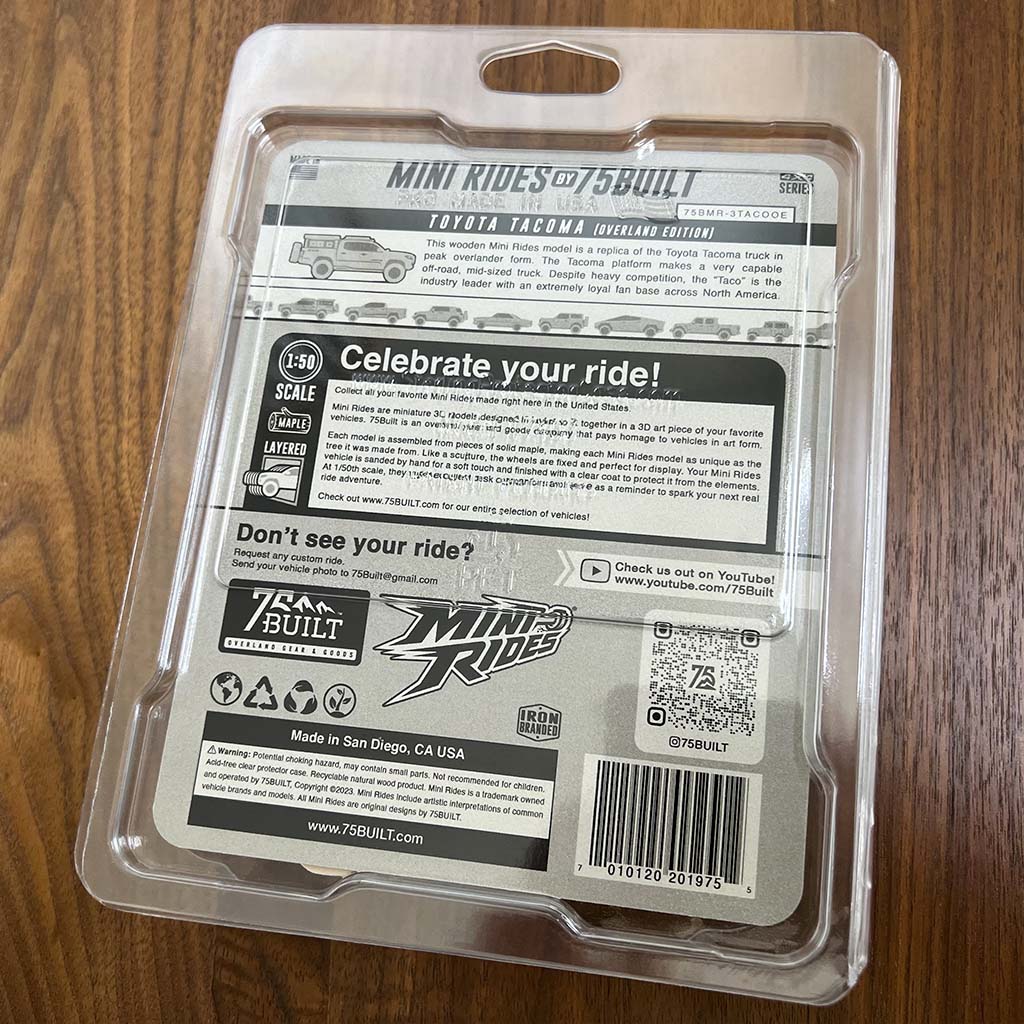 MADE IN
MINI RIDES BY 75BUILT
4X4
SERIES
MADE IN USA
75BMR-3TACOOE
TOYOTA TACOMA (OVERLAND EDITION)
This wooden Mini Rides model is a replica of the Toyota Tacoma truck in
peak overlander form. The Tacoma platform makes a very capable
off-road, mid-sized truck. Despite heavy competition, the "Taco" is the
industry leader with an extremely loyal fan base across North America.
1:50
SCALE
MAPLE
LAYERED
Celebrate your ride!
Collect all your favorite Mini Rides made right here in the United States.
Mini Rides are miniature 3D models designed in layers to fit together in a 3D art piece of your favorite
vehicles. 75Built is an overland gear and goods company that pays homage to vehicles in art form.
Each model is assembled from pieces of solid maple, making each Mini Rides model as unique as the
tree it was made from. Like a sculpture, the wheels are fixed and perfect for display. Your Mini Rides
vehicle is sanded by hand for a soft touch and finished with a clear coat to protect it from the elements.
At 1/50th scale, they desk serve as a reminder to spark your next real
ride adventure.
Check out www.75BUILT.com for our entire selection of vehicles!
Don't see your ride?
Request any custom ride.
Send your vehicle photo to 75Built@gmail.com
PET
Check us out on YouTube!
www.youtube.com/75Built
75
BUILT
OVERLAND GEAR & GOODS
MINI
RIDES
IRON
BRANDED
75
75BUILT
Made in San Diego, CA USA
Warning: Potential choking hazard, may contain small parts. Not recommended for children.
Acid-free clear protector case. Recyclable natural wood product. Mini Rides is a trademark owned
and operated by 75BUILT, Copyright ©2023. Mini Rides include artistic interpretations of common
vehicle brands and models. All Mini Rides are original designs by 75BUILT.
www.75BUILT.com
7 010120 201975 5